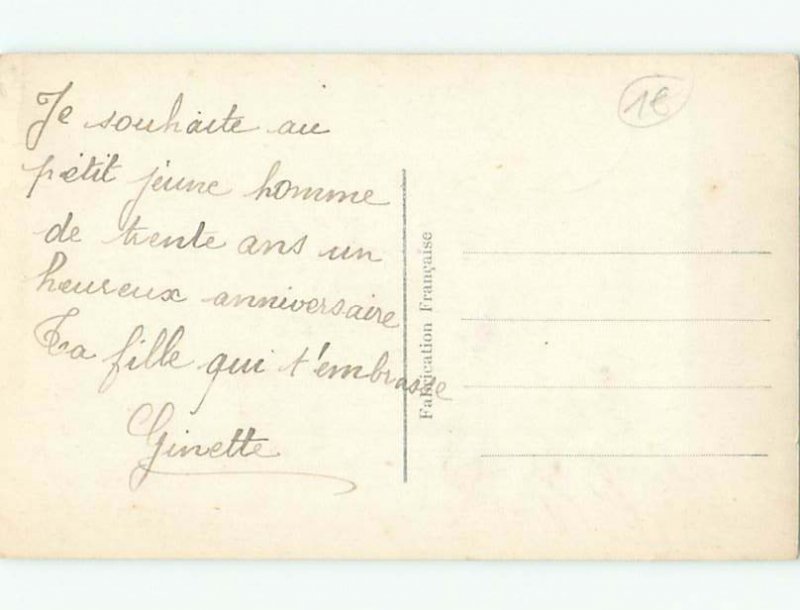 Je souhaite au
petit jeune homme
de trente ans un
heureux anniversaire
Ta fille qui t'embrasse
Ginette
Fabrication Française
1€